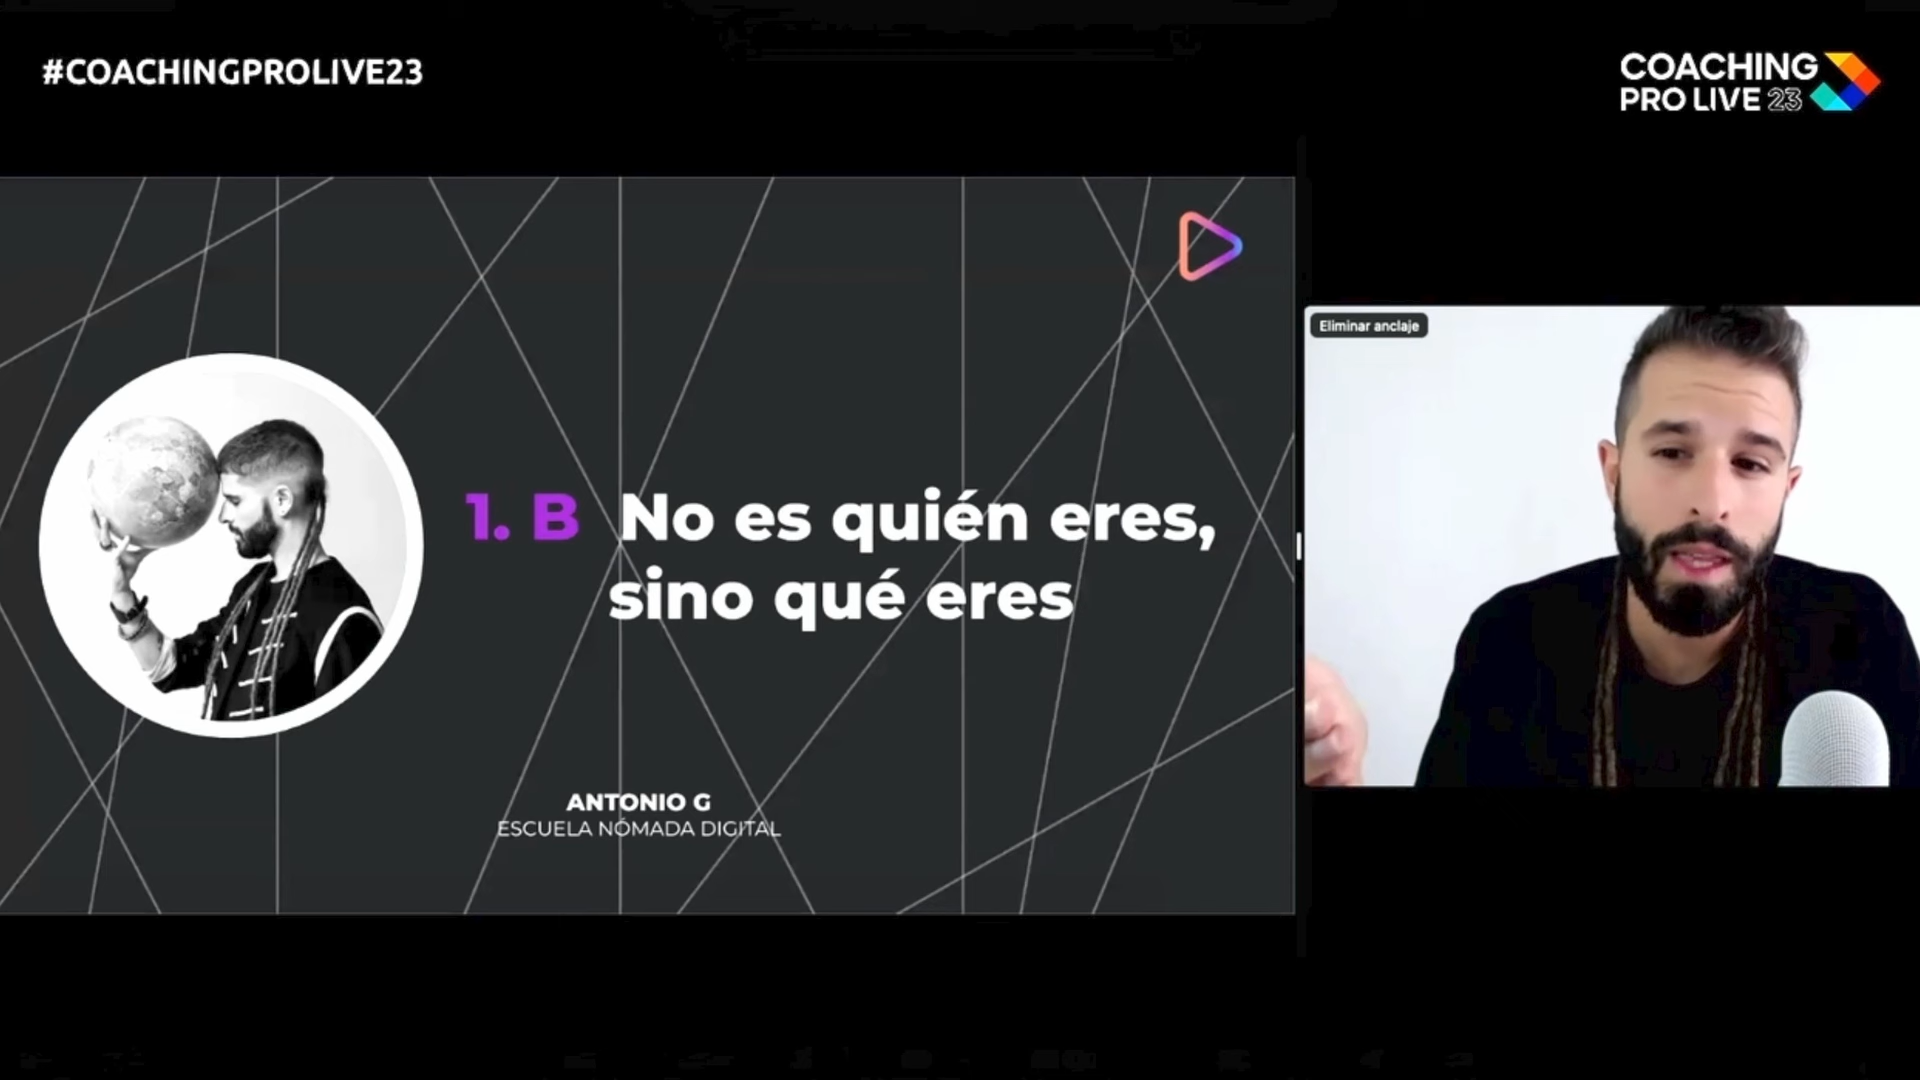 #COACHINGPROLIVE23
COACHING
PRO LIVE 23
Eliminar anclaje
1. B No es quién eres,
sino qué eres
ANTONIO G
ESCUELA NÓMADA DIGITAL